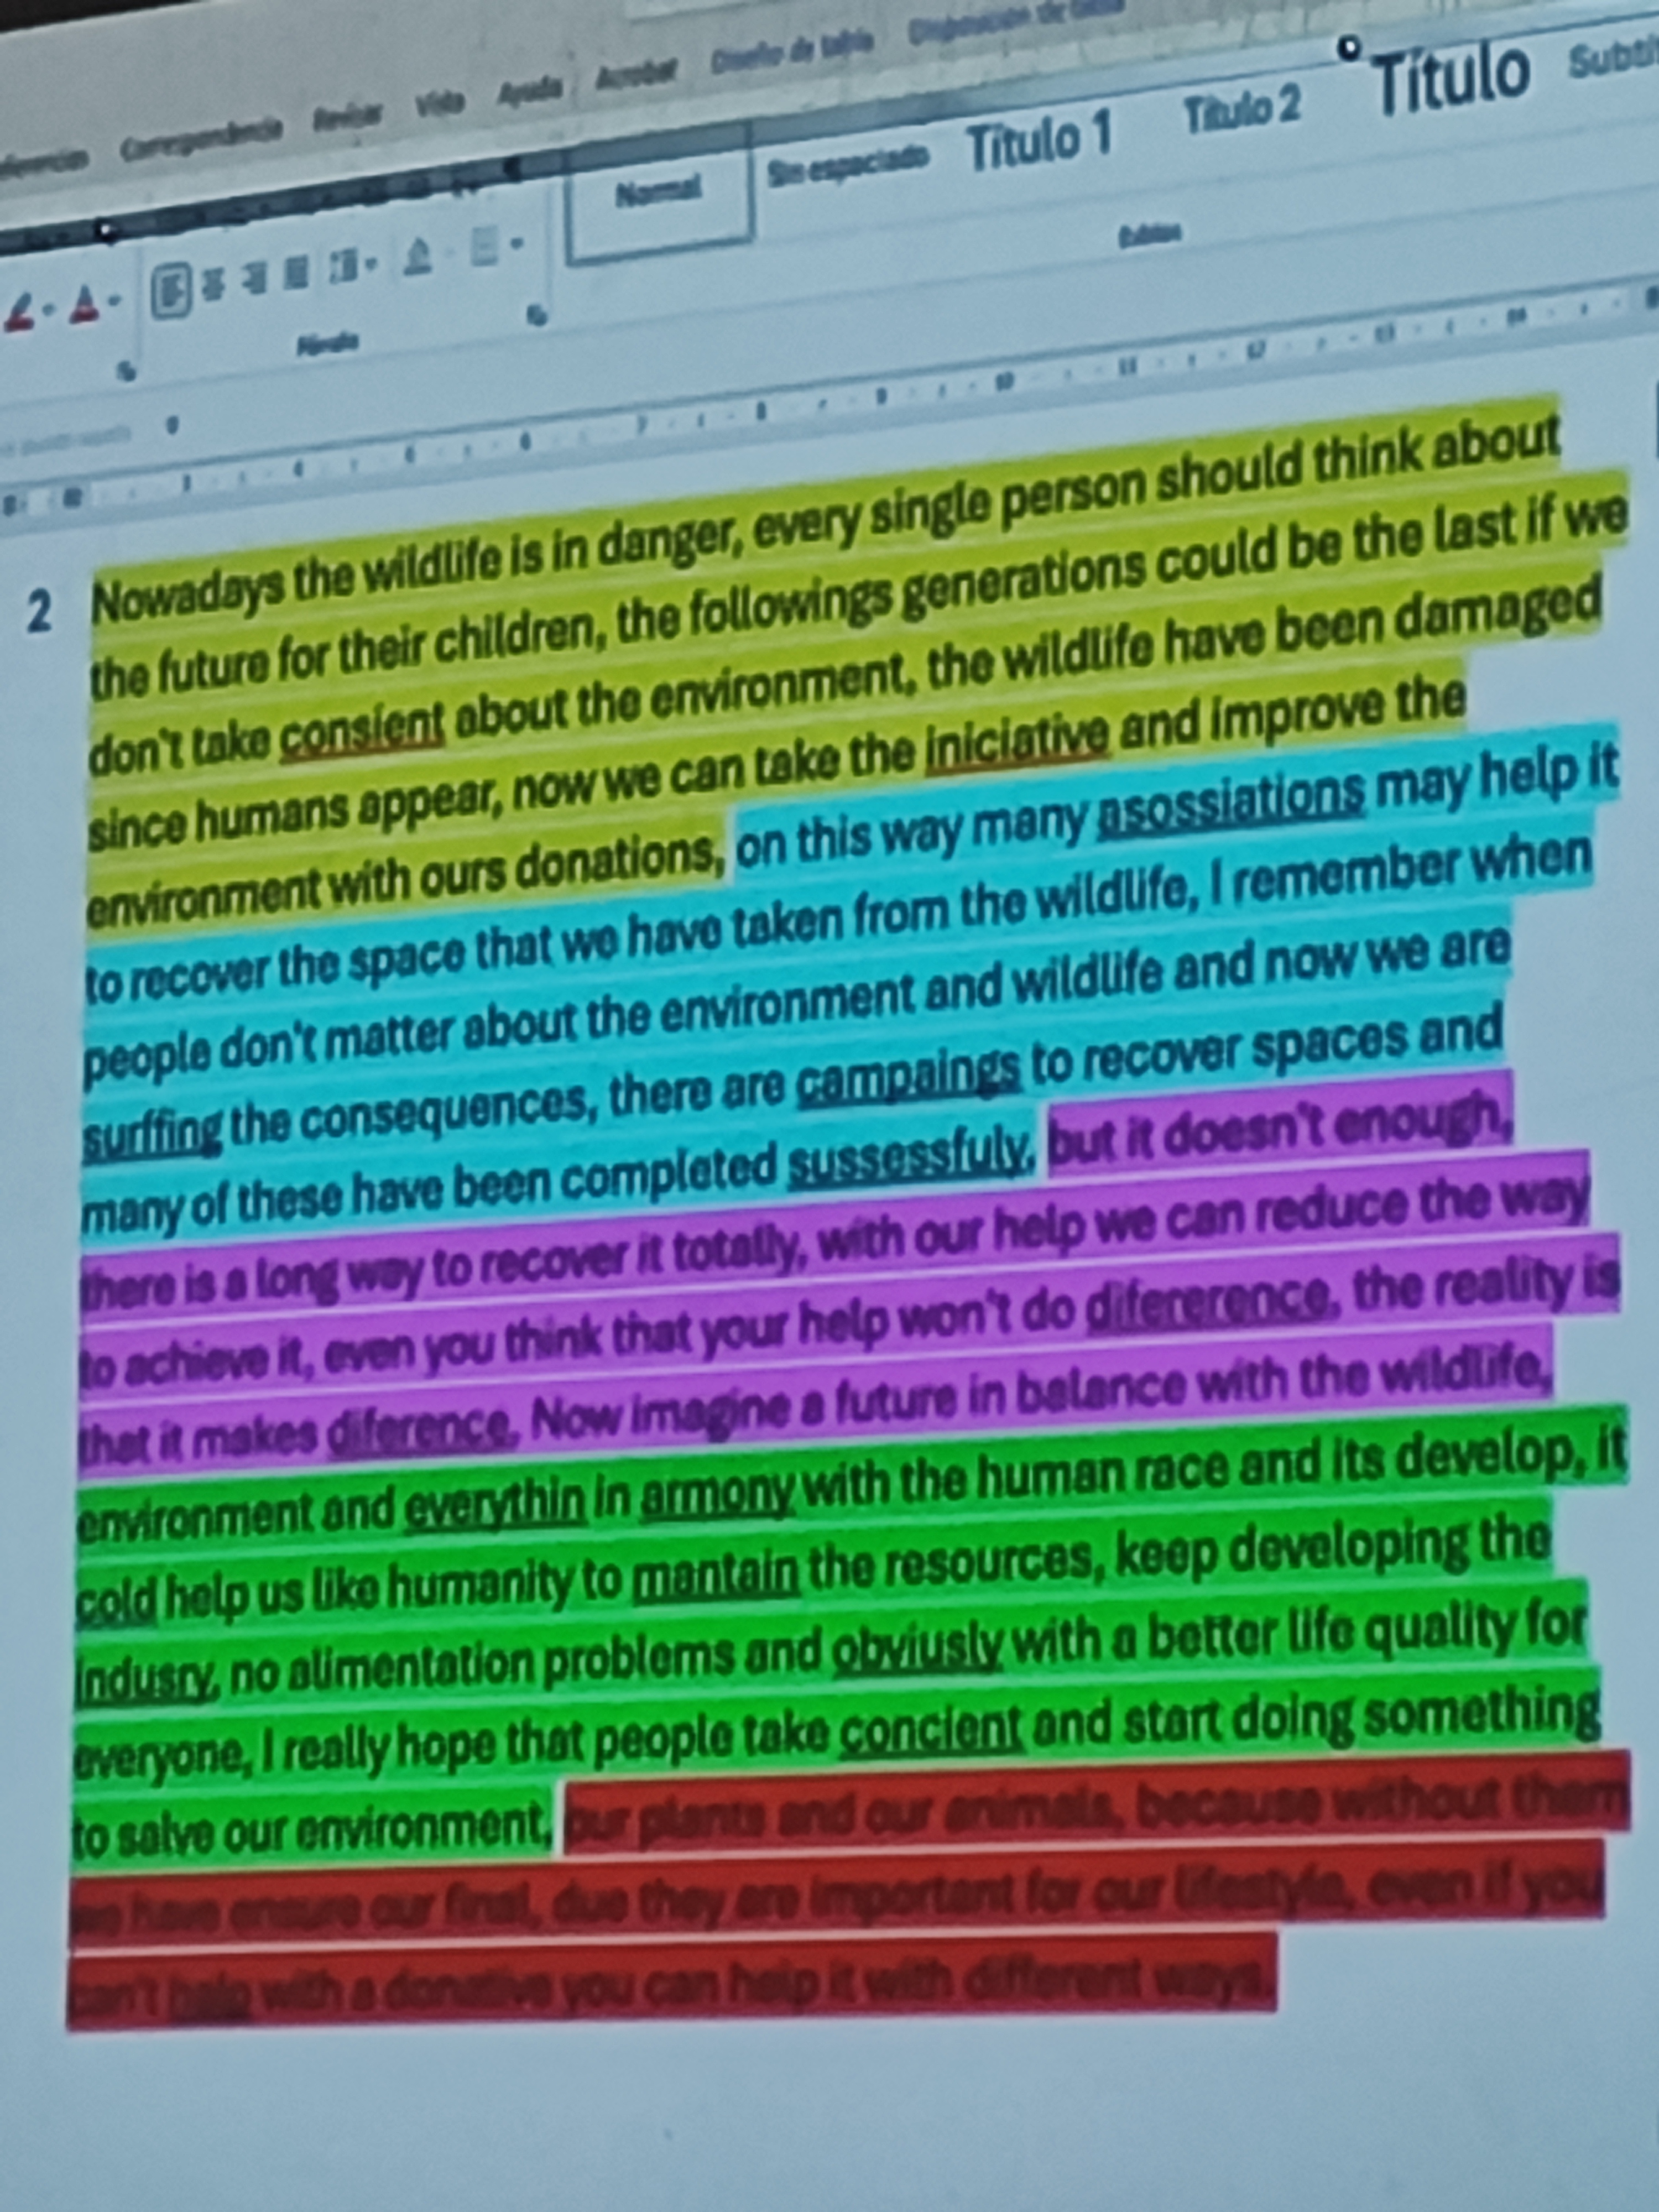 Correspondencia Revisar Vista Ayuda Acrobat Diseño de tabla Disposición de tabla
Normal Sin espaciado Título 1 Título 2 Título
Párrafo Estilos
2 Nowadays the wildlife is in danger, every single person should think about
the future for their children, the followings generations could be the last if we
don't take consient about the environment, the wildlife have been damaged
since humans appear, now we can take the iniciative and improve the
environment with ours donations, on this way many asossiations may help it
to recover the space that we have taken from the wildlife, I remember when
people don't matter about the environment and wildlife and now we are
surffing the consequences, there are campaings to recover spaces and
many of these have been completed sussessfuly, but it doesn't enough,
there is a long way to recover it totally, with our help we can reduce the way
to achieve it, even you think that your help won't do difererence, the reality is
that it makes diference, Now imagine a future in balance with the wildlife,
environment and everythin in armony with the human race and its develop, it
cold help us like humanity to mantain the resources, keep developing the
indusry, no alimentation problems and obviusly with a better life quality for
everyone, I really hope that people take concient and start doing something
to salve our environment, our plants and our animals, because without them
we have ensure our final, due they are important for our lifestyle, even if you
can't help with a donative you can help it with different ways.